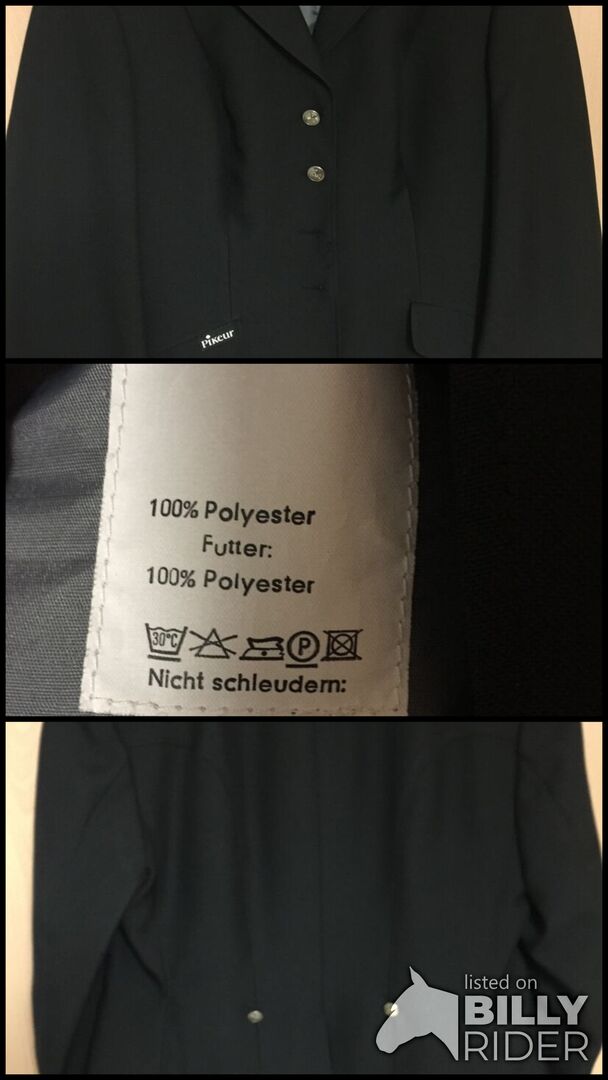 Pikeur
100% Polyester
Futter:
100% Polyester
30°C
P
Nicht schleudern:
listed on
BILLY
RIDER